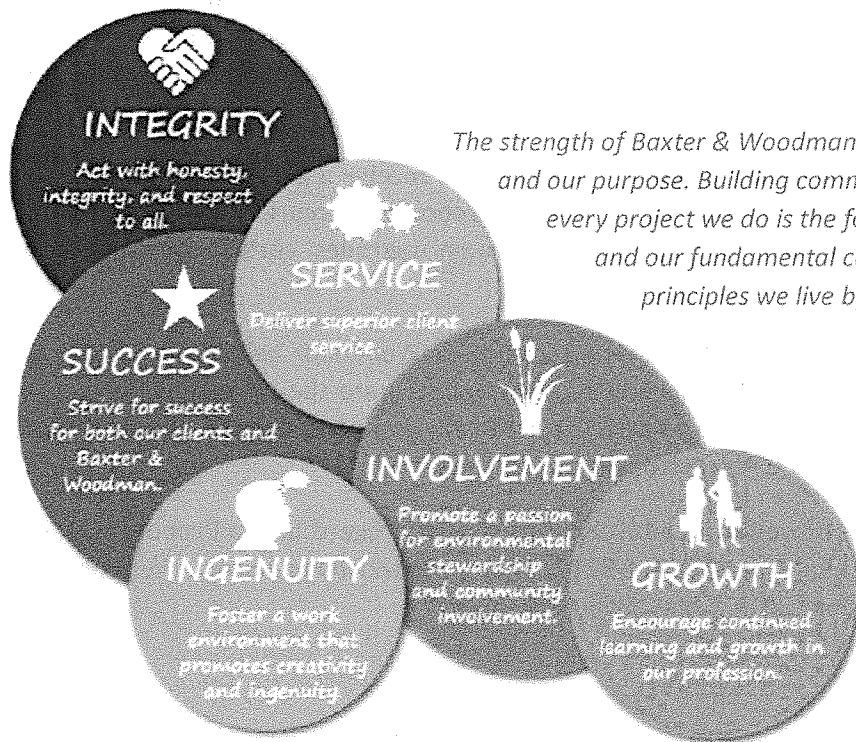 INTEGRITY
Act with honesty,
integrity, and respect
to all.
The strength of Baxter & Woodman
and our purpose. Building comm
every project we do is the fo
and our fundamental c
principles we live b
SERVICE
Deliver superior client
service.
SUCCESS
Strive for success
for both our clients and
Baxter &
Woodman.
INVOLVEMENT
Promote a passion
for environmental
stewardship
and community
involvement.
INGENUITY
Foster a work
environment that
promotes creativity
and ingenuity.
GROWTH
Encourage continued
learning and growth in
our profession.